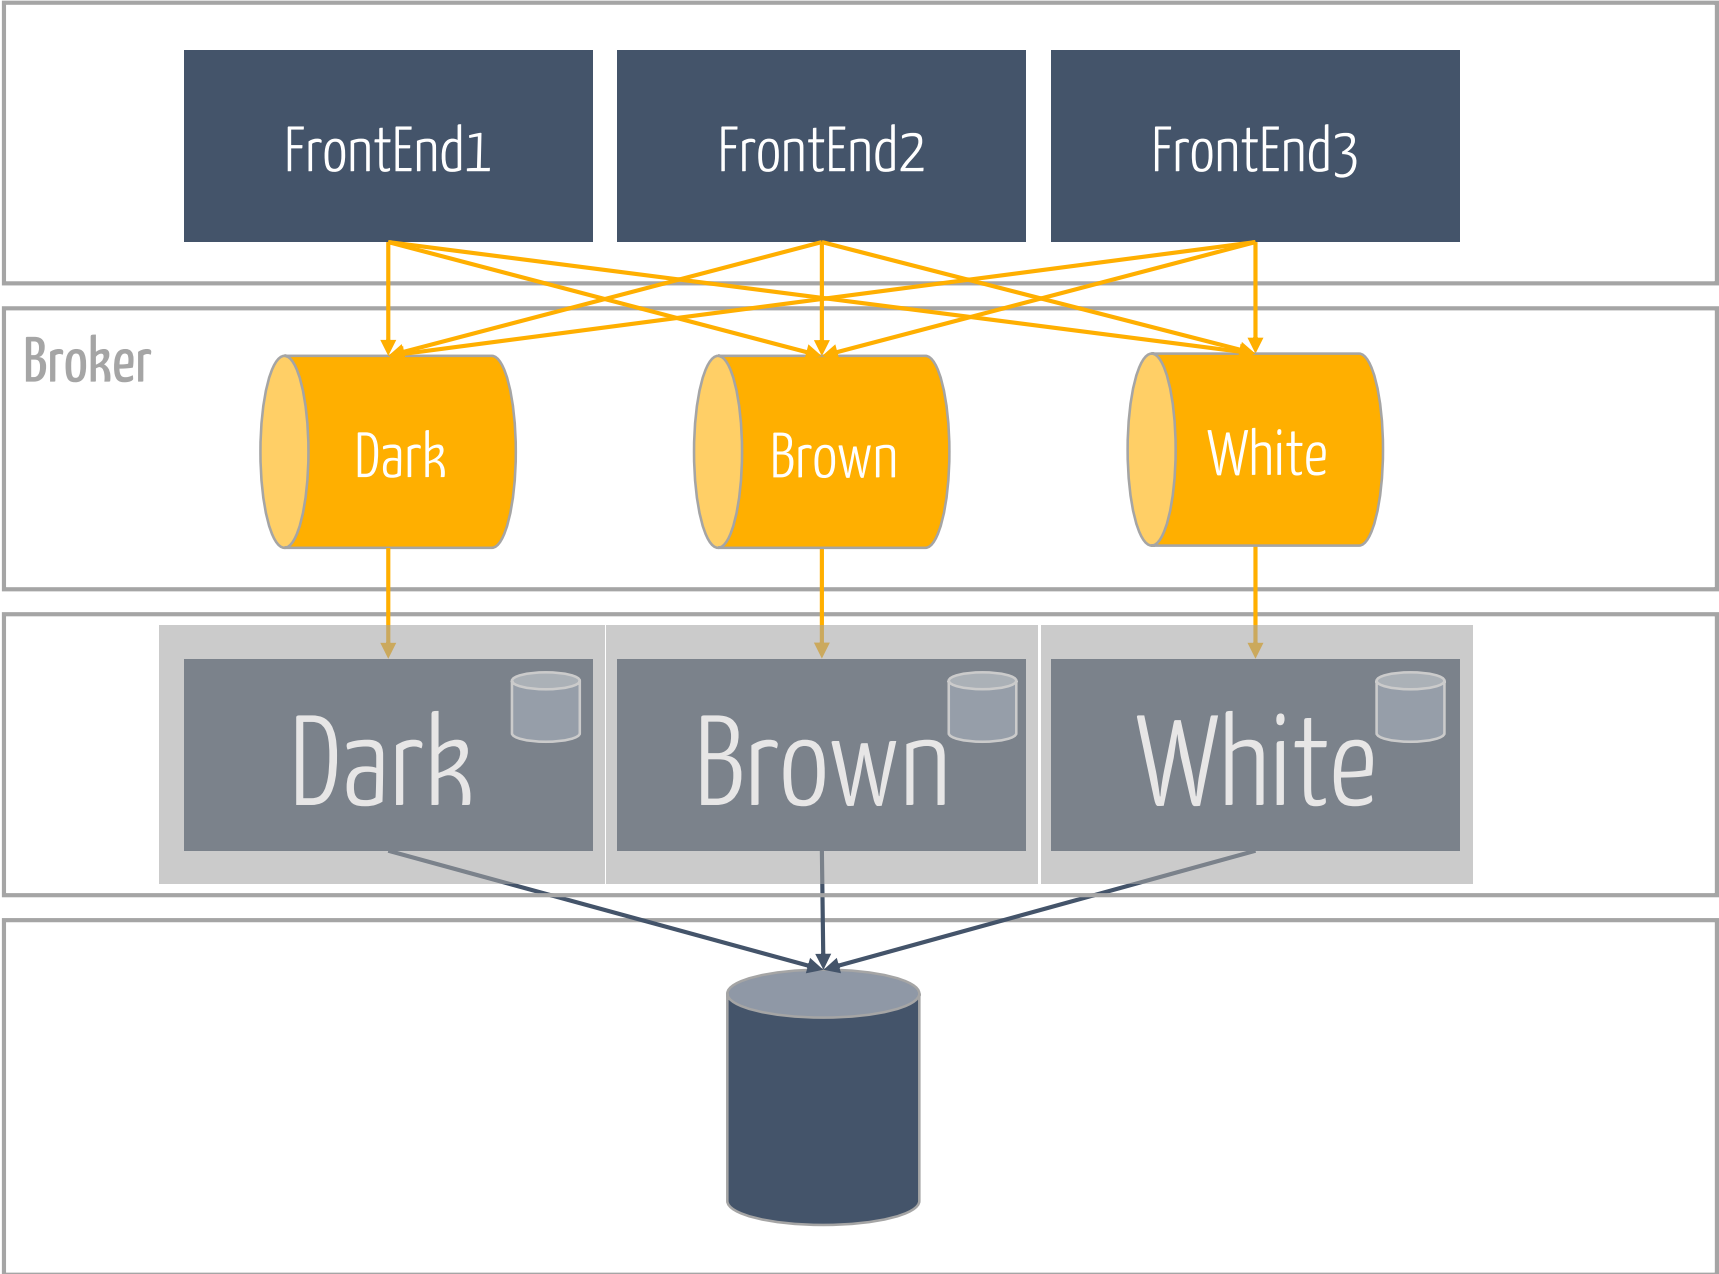 FrontEnd1
FrontEnd2
FrontEnd3
Broker
Dark
Brown
White
Dark
Brown
White